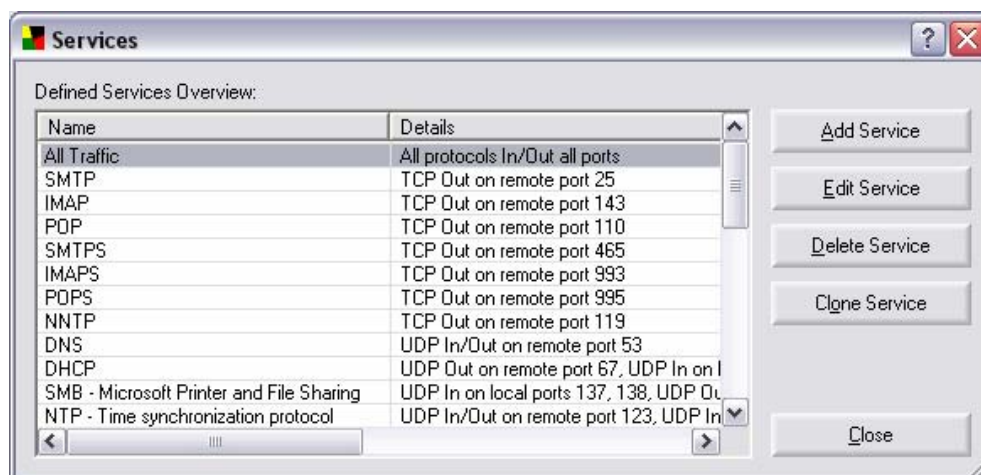 Services
Defined Services Overview:
Name Details
All Traffic All protocols In/Out all ports
SMTP TCP Out on remote port 25
IMAP TCP Out on remote port 143
POP TCP Out on remote port 110
SMTPS TCP Out on remote port 465
IMAPS TCP Out on remote port 993
POPS TCP Out on remote port 995
NNTP TCP Out on remote port 119
DNS UDP In/Out on remote port 53
DHCP UDP Out on remote port 67, UDP In on
SMB - Microsoft Printer and File Sharing UDP In on local ports 137, 138, UDP
NTP - Time synchronization protocol UDP In/Out on remote port 123, UDP In
Add Service
Edit Service
Delete Service
Clone Service
Close